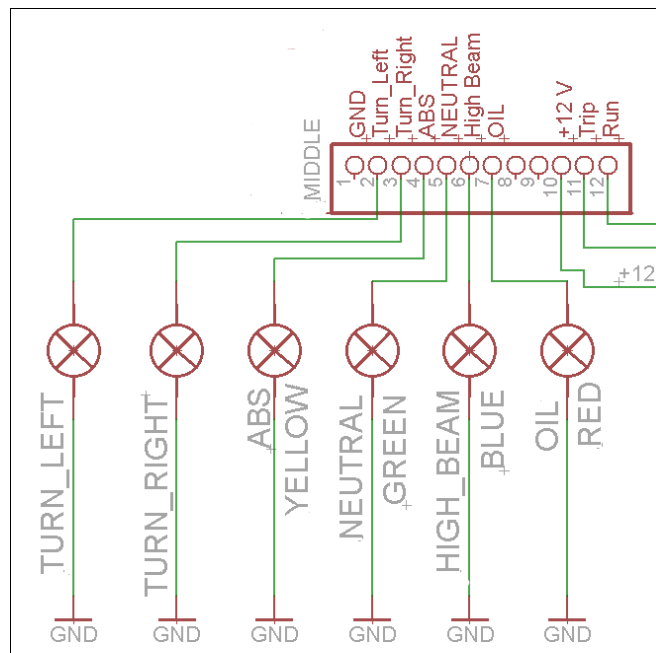 GND
Turn_Left
Turn_Right
ABS
NEUTRAL
High Beam
OIL
+12 V
Trip
Run
MIDDLE
1
2
3
4
5
6
7
8
9
10
11
12
+12
TURN_LEFT
TURN_RIGHT
ABS
YELLOW
NEUTRAL
GREEN
HIGH_BEAM
BLUE
OIL
RED
GND
GND
GND
GND
GND
GND